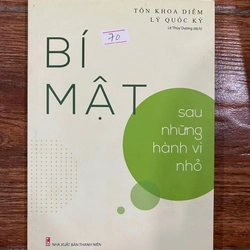 TÔN KHOA DIỄM
LÝ QUỐC KỲ
Lê Thùy Dương dịch
BÍ
70
MẬT
sau
những
hành vi
nhỏ
NHÀ XUẤT BẢN THANH NIÊN